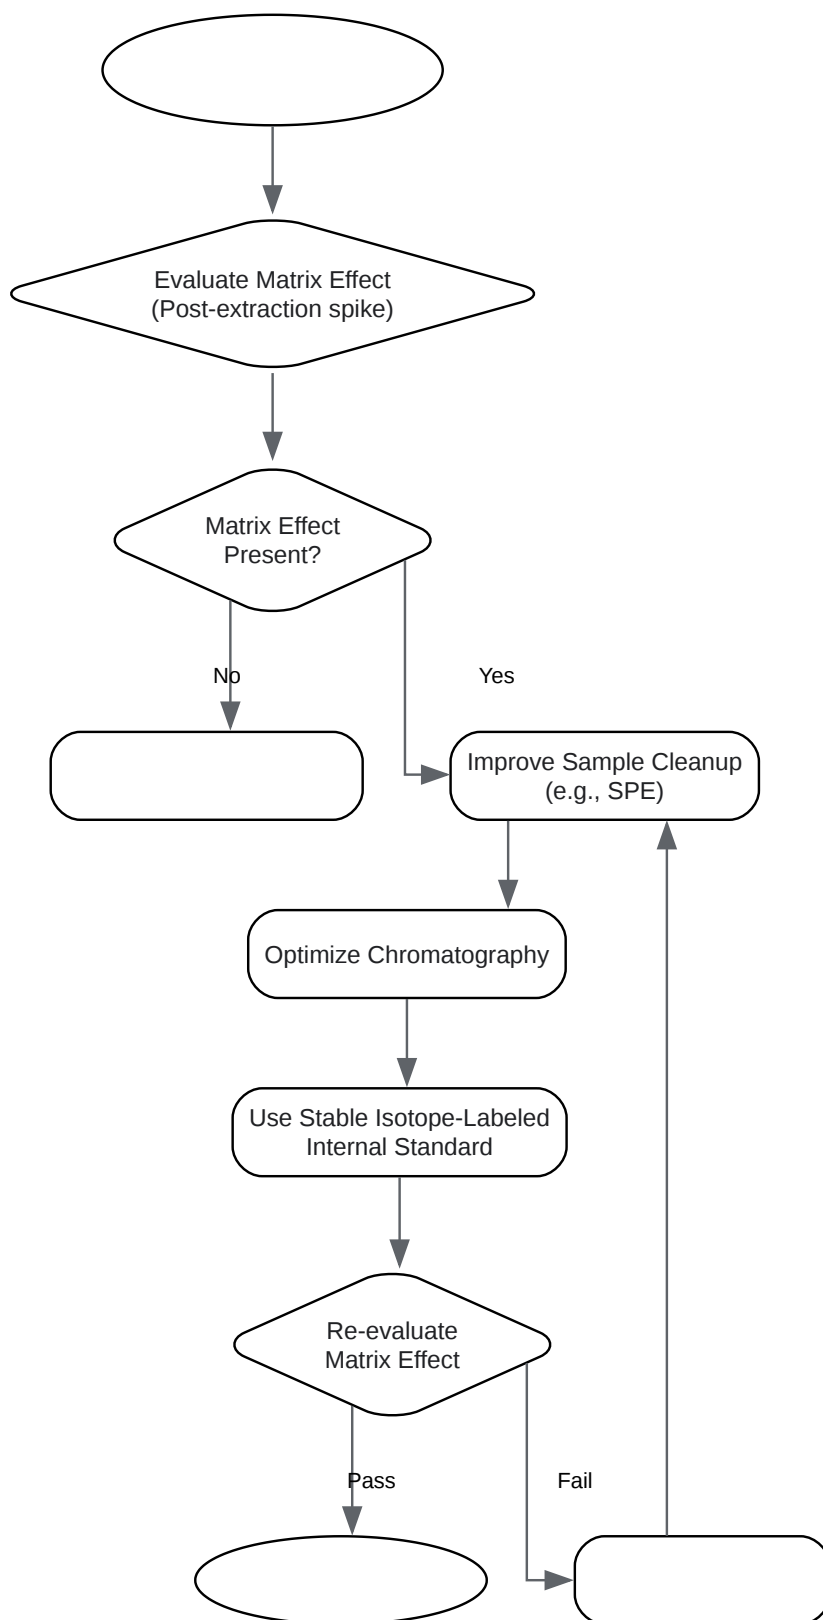 Evaluate Matrix Effect
(Post-extraction spike)
Matrix Effect
Present?
No
Yes
Improve Sample Cleanup
(e.g., SPE)
Optimize Chromatography
Use Stable Isotope-Labeled
Internal Standard
Re-evaluate
Matrix Effect
Pass
Fail